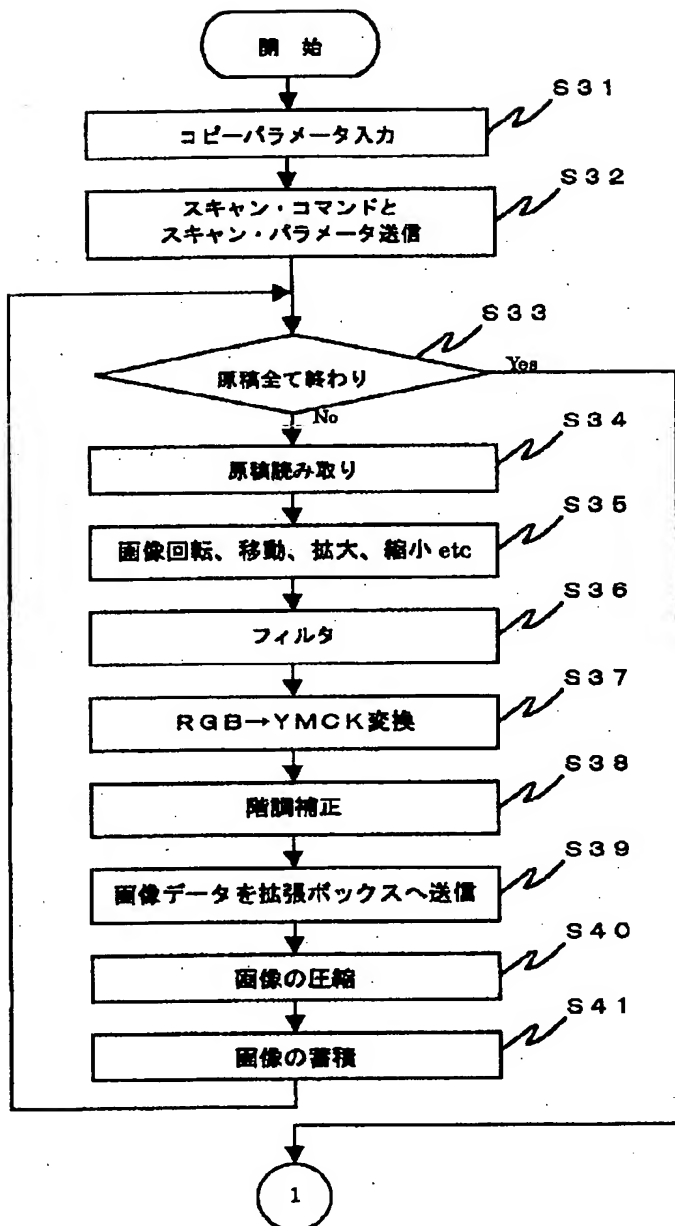 開 始
S31
コピーパラメータ入力
S32
スキャン・コマンドと
スキャン・パラメータ送信
S33
原稿全て終わり
Yes
No
S34
原稿読み取り
S35
画像回転、移動、拡大、縮小 etc
S36
フィルタ
S37
RGB→YMCK変換
S38
階調補正
S39
画像データを拡張ボックスへ送信
S40
画像の圧縮
S41
画像の蓄積
1